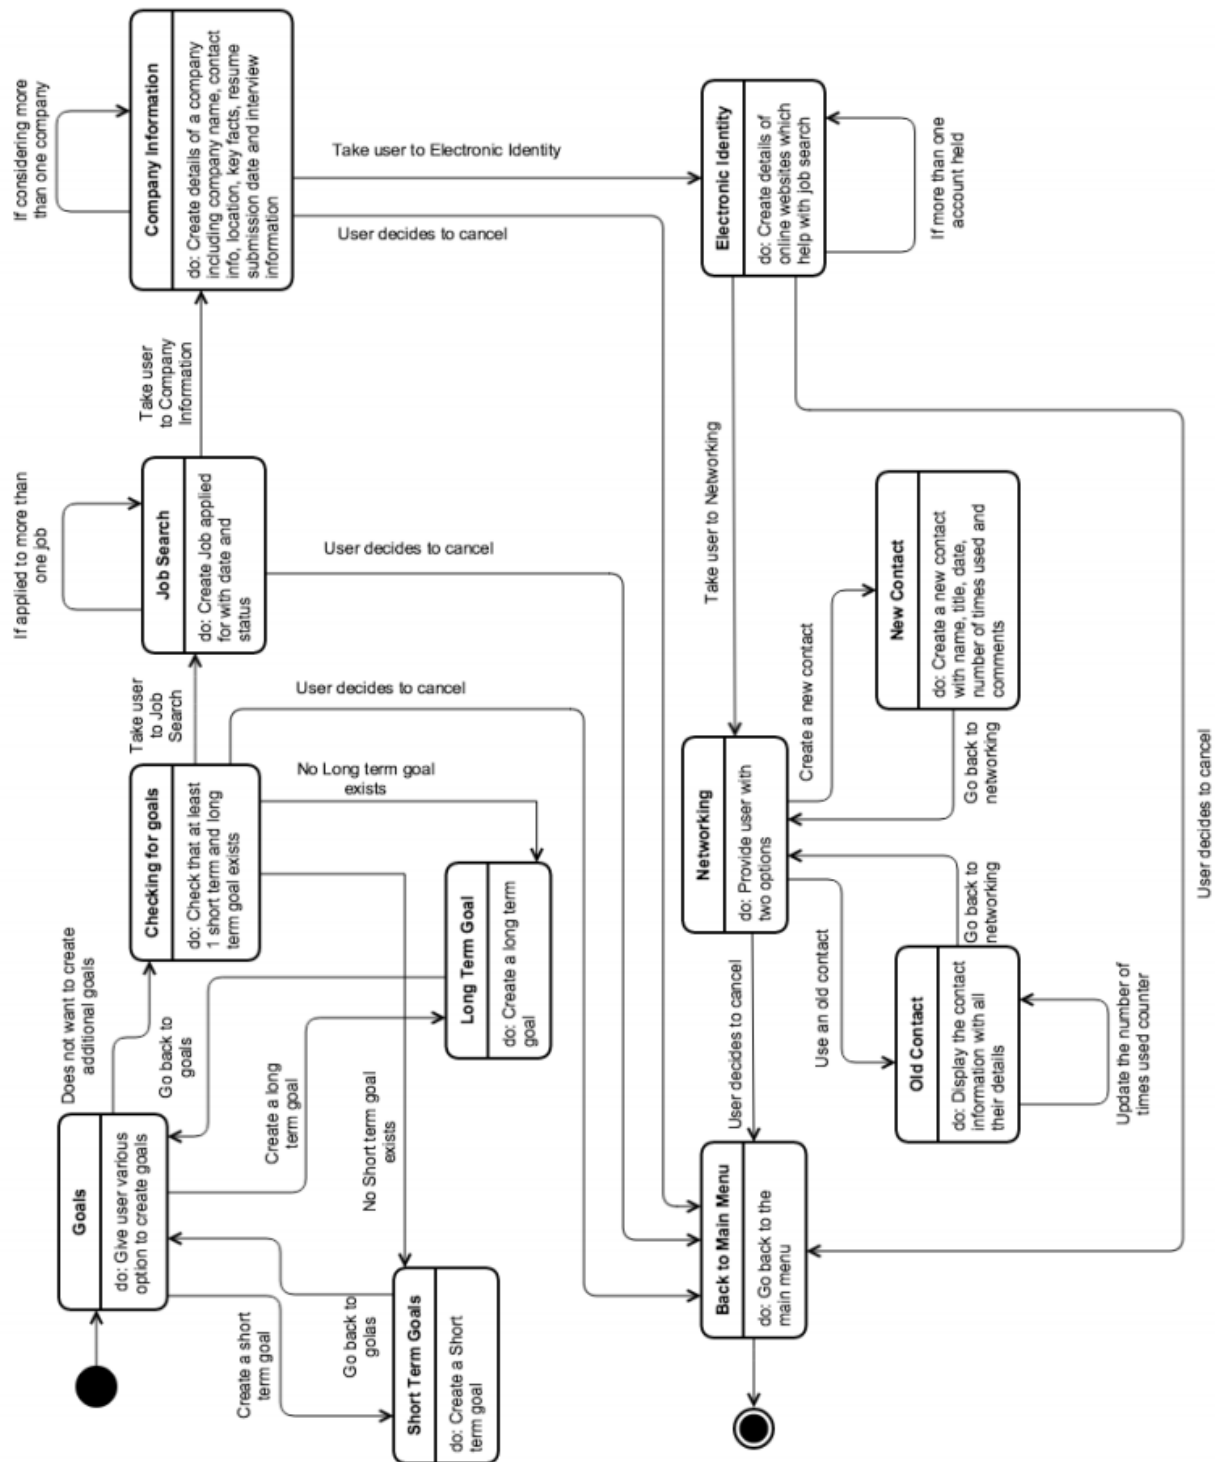 If considering more
than one company
Company Information
do: Create details of a company
including company name, contact
info, location, key facts, resume
submission date and interview
information
Take user to Electronic Identity
User decides to cancel
Electronic Identity
do: Create details of
online websites which
help with job search
If more than one
account held
Take user
to Company
Information
If applied to more than
one job
Job Search
do: Create Job applied
for with date and
status
User decides to cancel
Take user to Networking
New Contact
do: Create a new contact
with name, title, date,
number of times used and
comments
Take user
to Job
Search
User decides to cancel
Create a new contact
Go back to
networking
User decides to cancel
Checking for goals
do: Check that at least
1 short term and long
term goal exists
No Long term goal
exists
Networking
do: Provide user with
two options
Long Term Goal
do: Create a long term
goal
Does not want to create
additional goals
Go back to
goals
User decides to cancel
Use an old contact
Go back to
networking
Old Contact
do: Display the contact
information with all
their details
Update the number of
times used counter
Create a long
term goal
No Short term goal
exists
Goals
do: Give user various
option to create goals
Create a short
term goal
Go back to
golas
Short Term Goals
do: Create a Short
term goal
Back to Main Menu
do: Go back to the
main menu